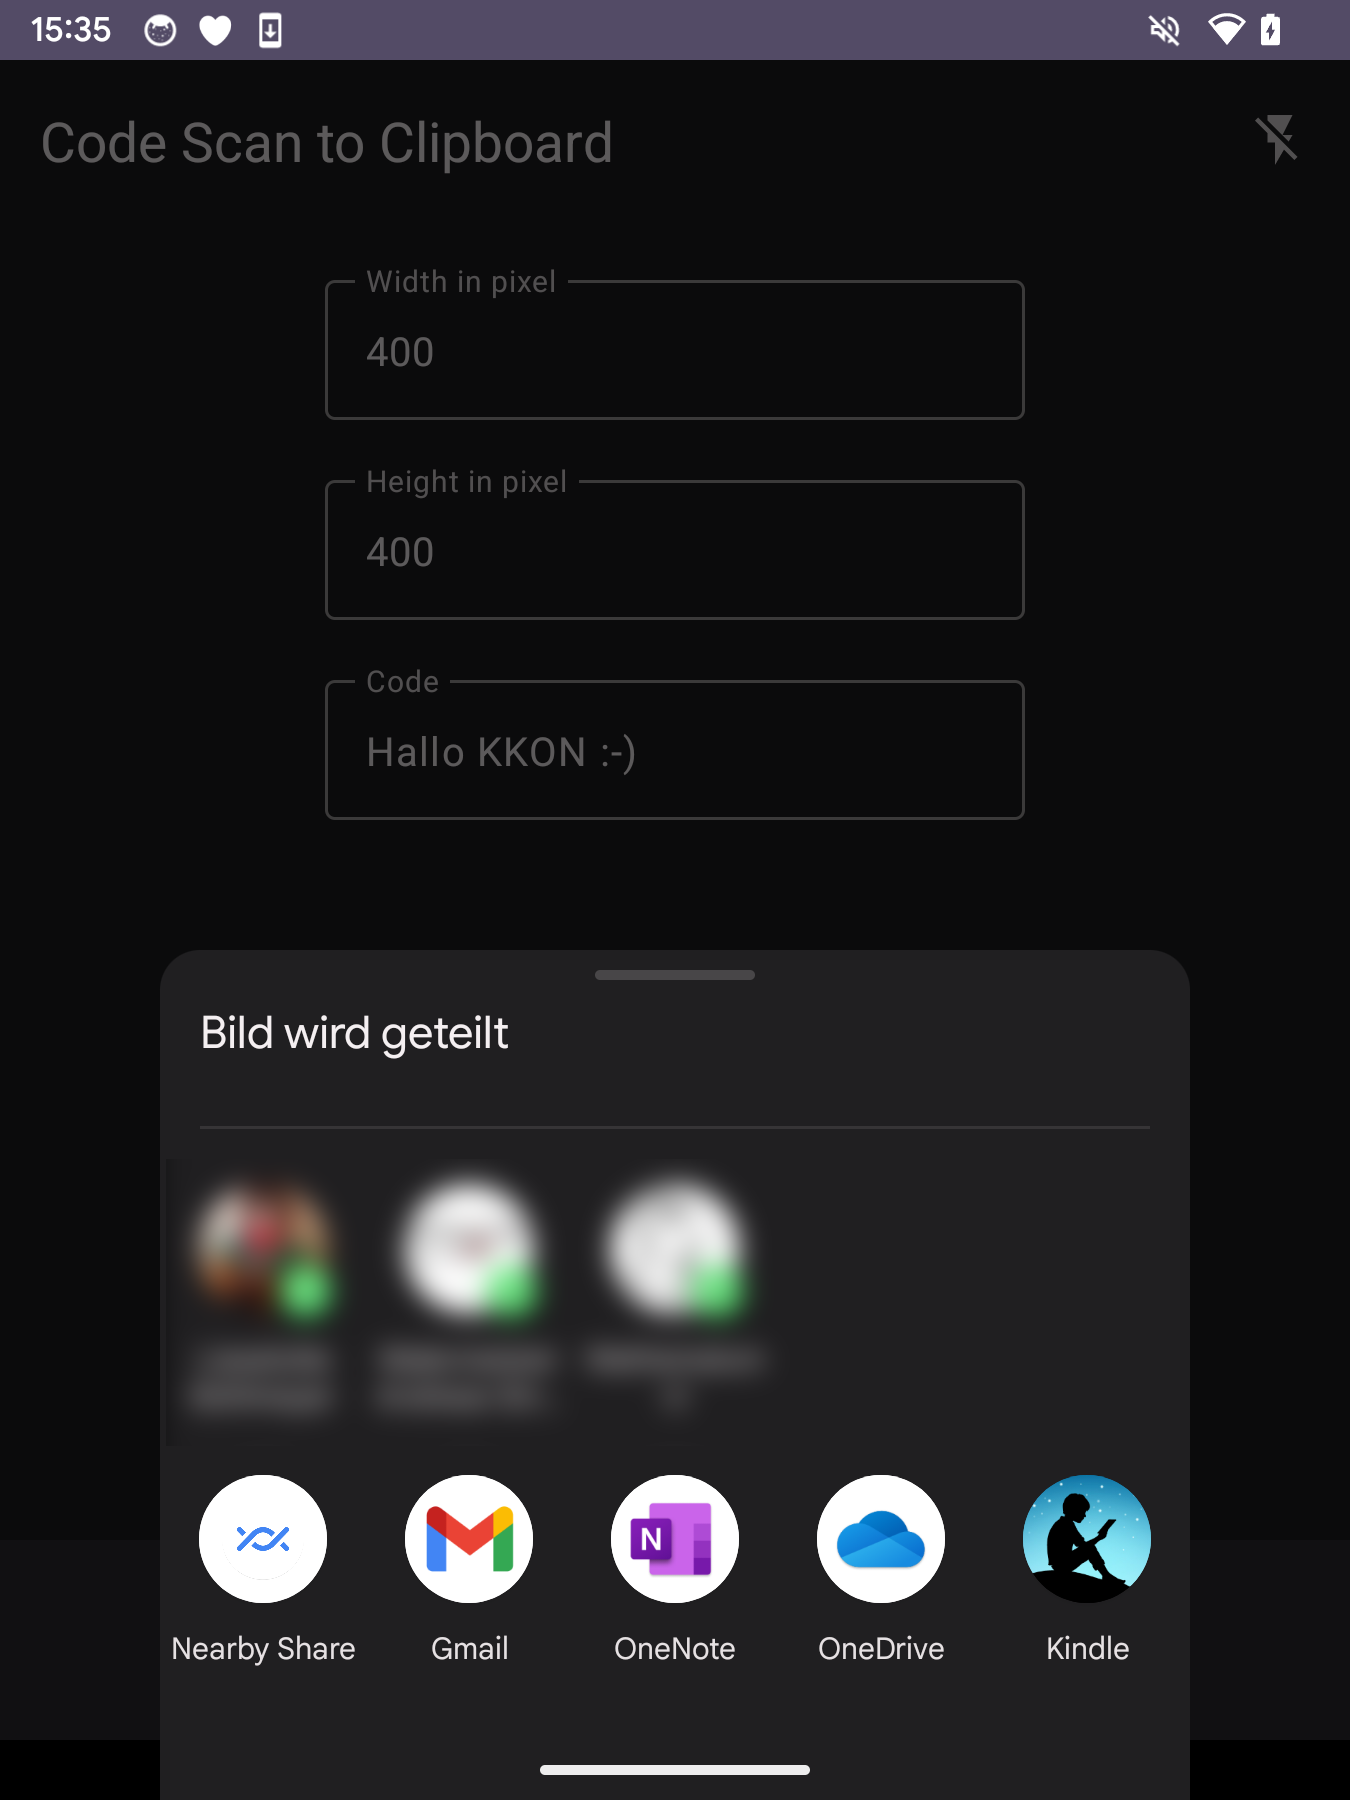 15:35
Code Scan to Clipboard
Width in pixel
400
Height in pixel
400
Code
Hallo KKON :-)
Bild wird geteilt
N
Nearby Share
Gmail
OneNote
OneDrive
Kindle